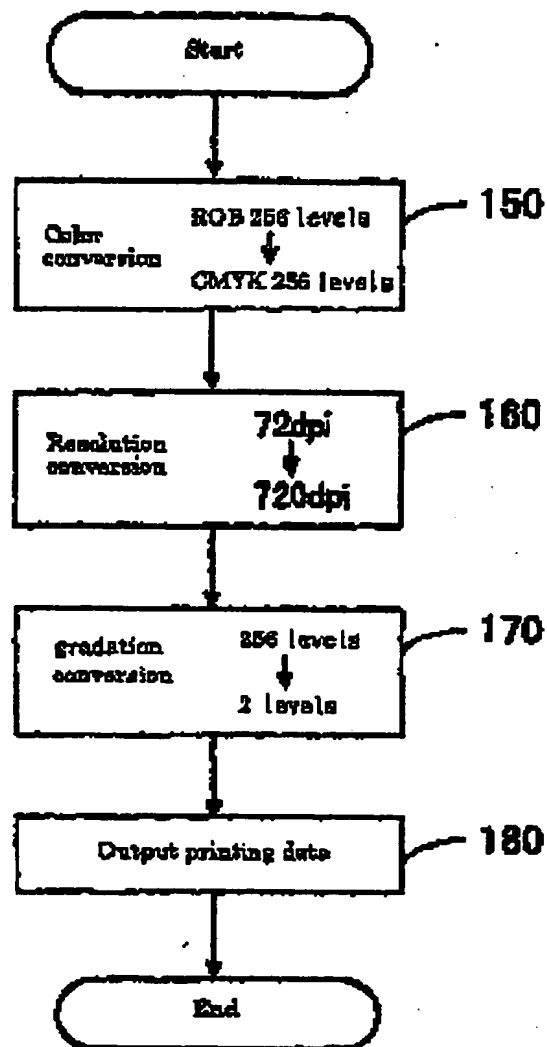 Start
150
RGB 256 levels
Color
conversion
CMYK 256 levels
160
72dpi
Resolution
conversion
720dpi
170
gradation
conversion
256 levels
2 levels
180
Output printing data
End